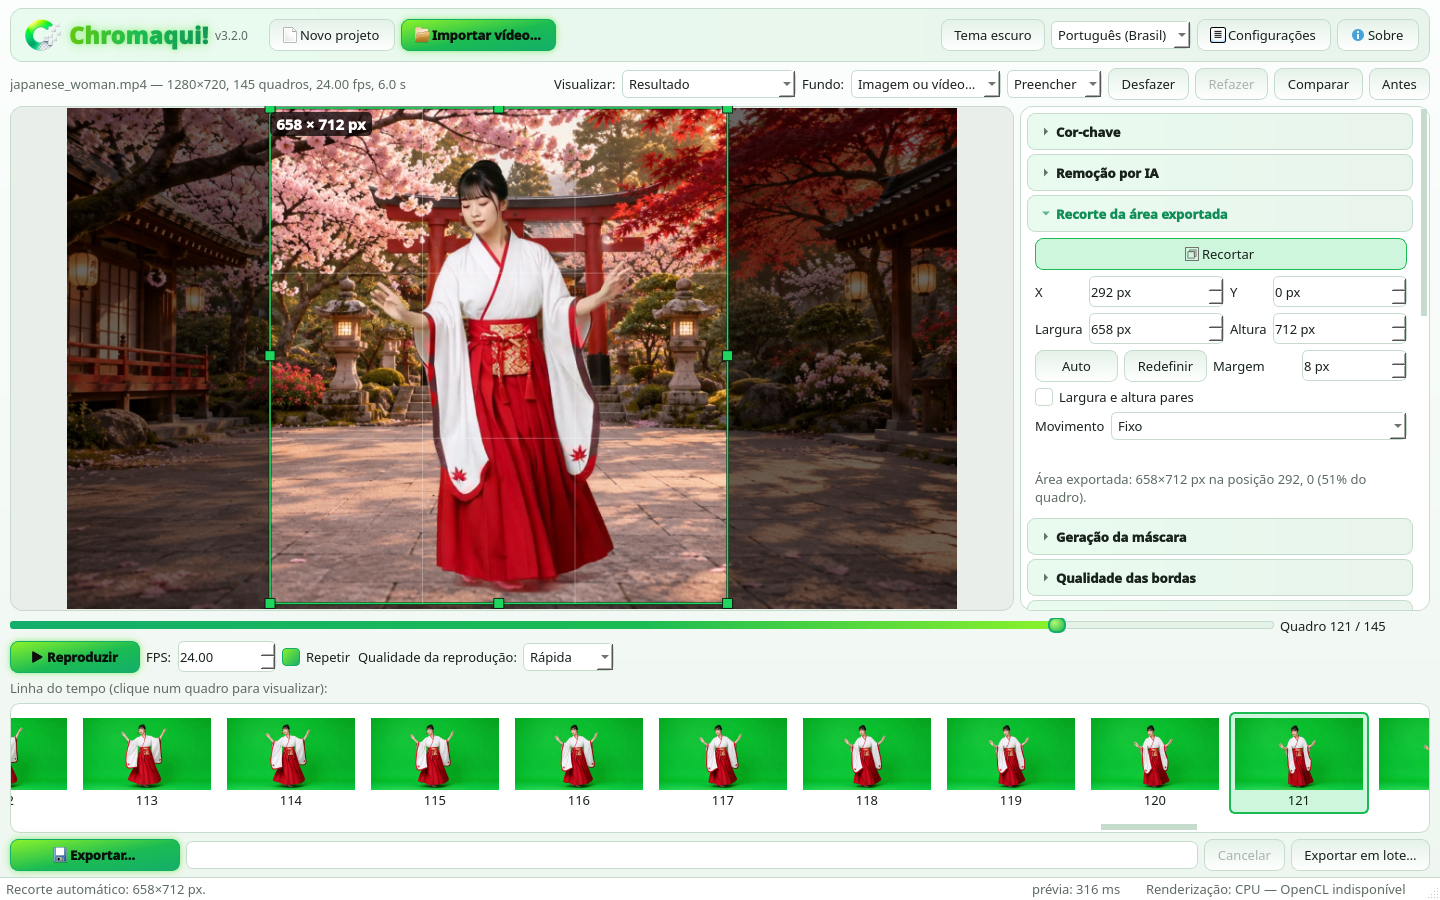 Chromaqui! v3.2.0 Novo projeto Importar vídeo... Tema escuro Português (Brasil) Configurações Sobre
japanese_woman.mp4 — 1280×720, 145 quadros, 24.00 fps, 6.0 s Visualizar: Resultado Fundo: Imagem ou vídeo... Preencher Desfazer Refazer Comparar Antes
658 × 712 px
Cor-chave
Remoção por IA
Recorte da área exportada
Recortar
X 292 px Y 0 px
Largura 658 px Altura 712 px
Auto Redefinir Margem 8 px
Largura e altura pares
Movimento Fixo
Área exportada: 658×712 px na posição 292, 0 (51% do
quadro).
Geração da máscara
Qualidade das bordas
Quadro 121 / 145
Reproduzir FPS: 24.00 Repetir Qualidade da reprodução: Rápida
Linha do tempo (clique num quadro para visualizar):
2 113 114 115 116 117 118 119 120 121
Exportar... Cancelar Exportar em lote...
Recorte automático: 658×712 px. prévia: 316 ms Renderização: CPU — OpenCL indisponível